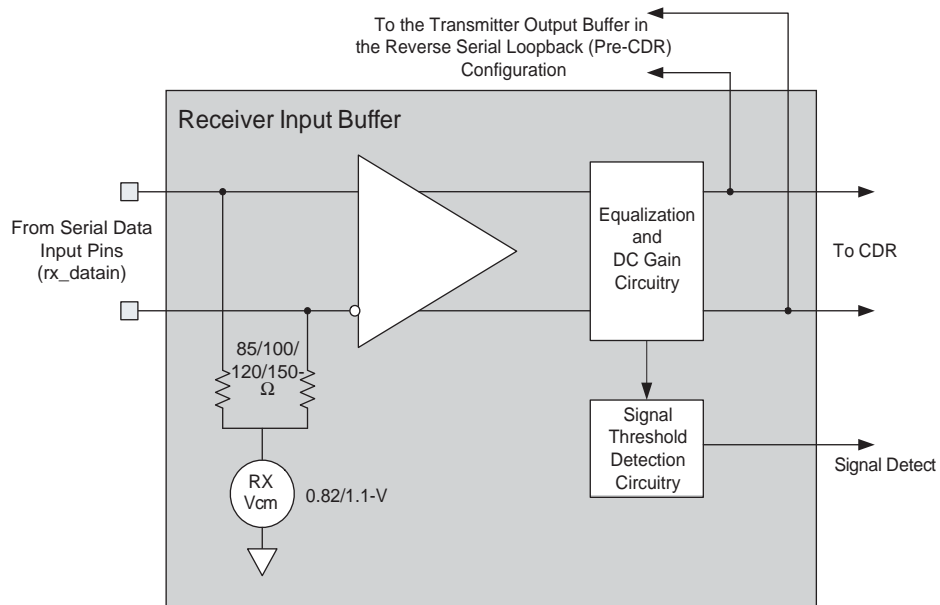 To the Transmitter Output Buffer in
the Reverse Serial Loopback (Pre-CDR)
Configuration
Receiver Input Buffer
From Serial Data
Input Pins
(rx_datain)
Equalization
and
DC Gain
Circuitry
To CDR
85/100/
120/150-
Ω
Signal
Threshold
Detection
Circuitry
Signal Detect
RX
Vcm
0.82/1.1-V